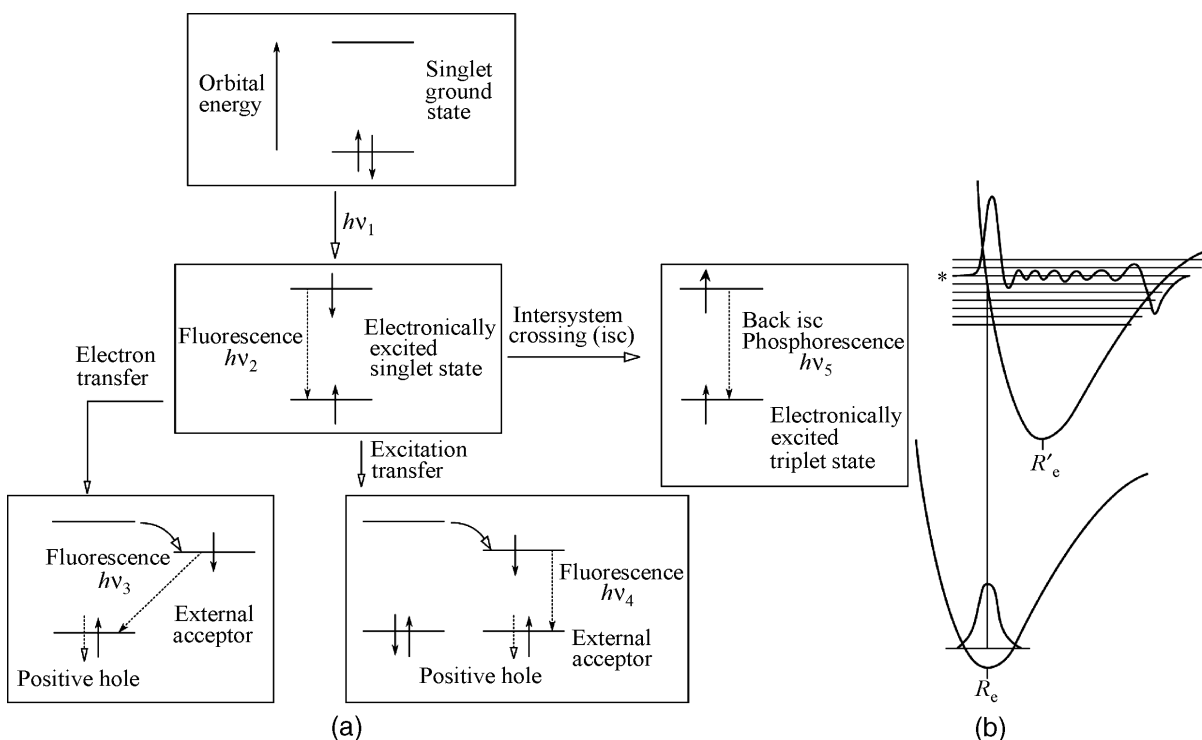 Orbital
energy
Singlet
ground
state
hν₁
Fluorescence
hν₂
Electronically
excited
singlet state
Intersystem
crossing (isc)
Back isc
Phosphorescence
hν₅
Electronically
excited
triplet state
Electron
transfer
Excitation
transfer
Fluorescence
hν₃
External
acceptor
Positive hole
Fluorescence
hν₄
External
acceptor
Positive hole
(a)
*
R′ₑ
Rₑ
(b)